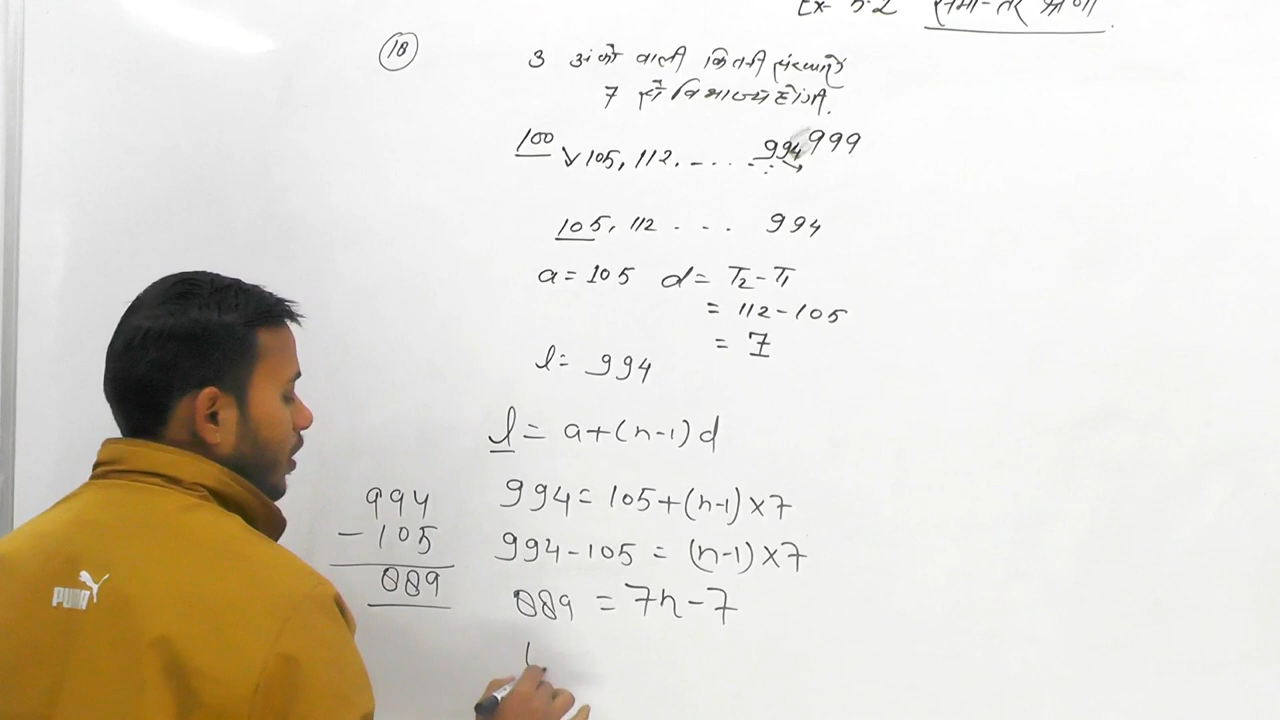 Ex- 5.2 समान्तर श्रेणी
18
3 अंको वाली कितनी संख्याऐं
7 से विभाज्य होंगी.
100 105, 112. - . . . 994 999
105, 112 . . . 994
a = 105 d = T₂ - T₁
= 112 - 105
= 7
l = 994
l = a + (n-1) d
994 = 105 + (n-1) × 7
994 - 105 = (n-1) × 7
889 = 7n - 7
994
- 105
889
PUMA